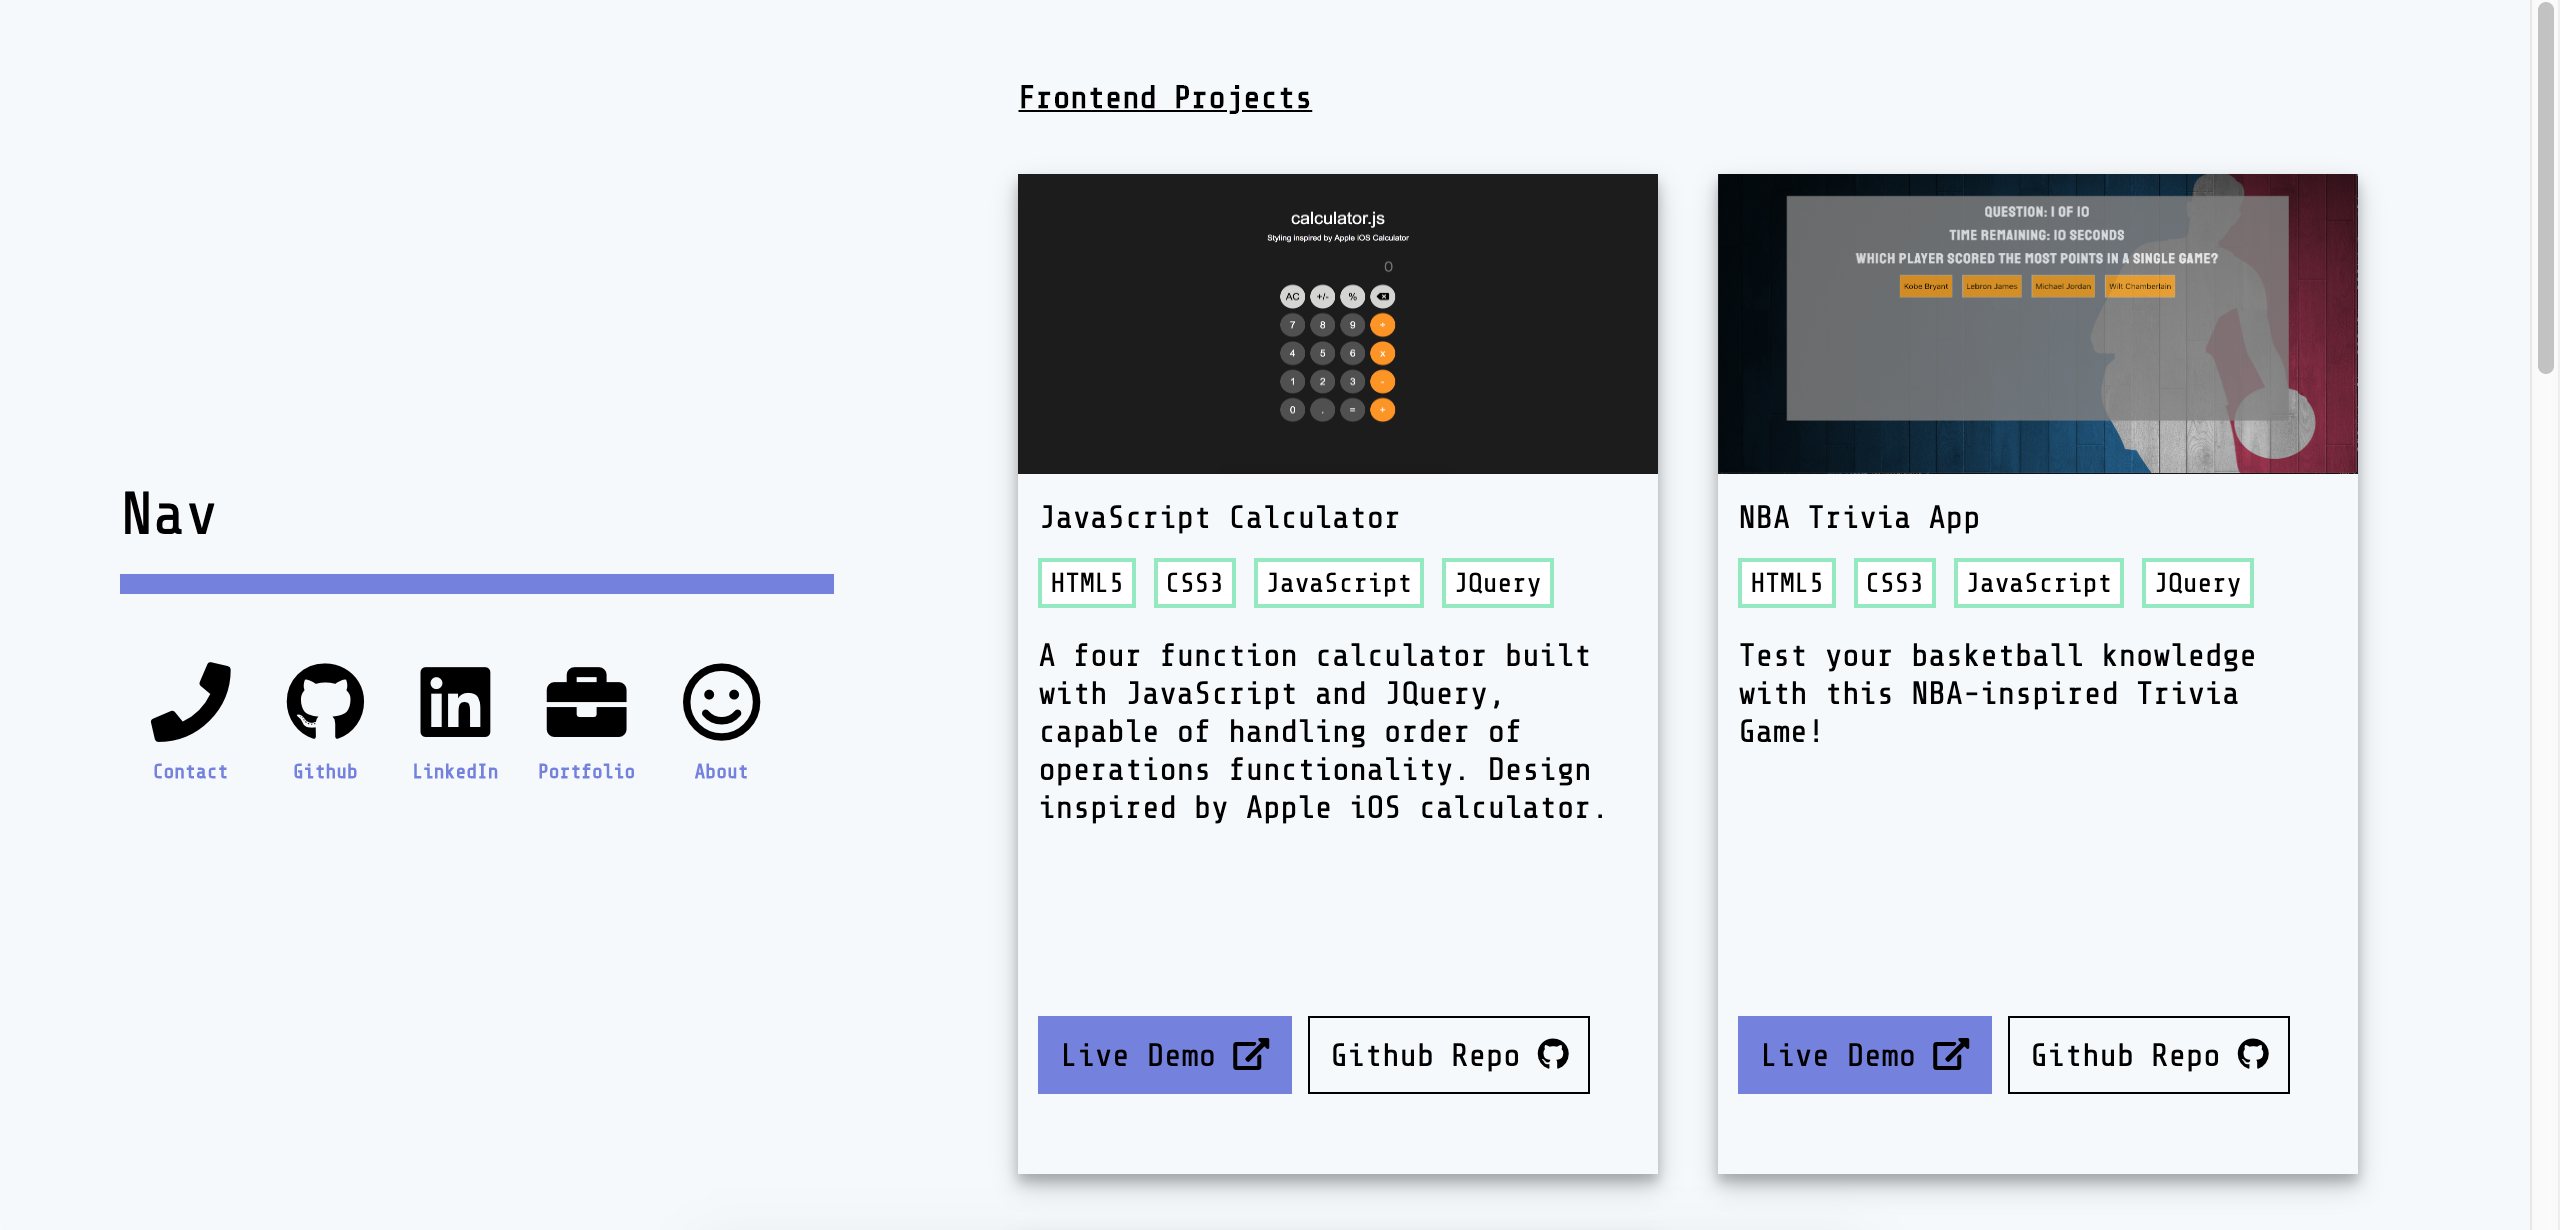 Frontend Projects
Nav
Contact
Github
LinkedIn
Portfolio
About
calculator.js
Styling inspired by Apple iOS Calculator
0
AC +/- %
7 8 9 +
4 5 6 x
1 2 3 -
0 . = +
JavaScript Calculator
HTML5 CSS3 JavaScript JQuery
A four function calculator built
with JavaScript and JQuery,
capable of handling order of
operations functionality. Design
inspired by Apple iOS calculator.
Live Demo
Github Repo
QUESTION: 1 OF 10
TIME REMAINING: 10 SECONDS
WHICH PLAYER SCORED THE MOST POINTS IN A SINGLE GAME?
Kobe Bryant Lebron James Michael Jordan Wilt Chamberlain
NBA Trivia App
HTML5 CSS3 JavaScript JQuery
Test your basketball knowledge
with this NBA-inspired Trivia
Game!
Live Demo
Github Repo